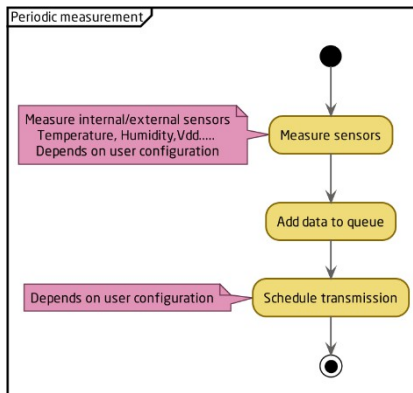 Periodic measurement
Measure internal/external sensors
Temperature, Humidity,Vdd.....
Depends on user configuration
Measure sensors
Add data to queue
Depends on user configuration
Schedule transmission